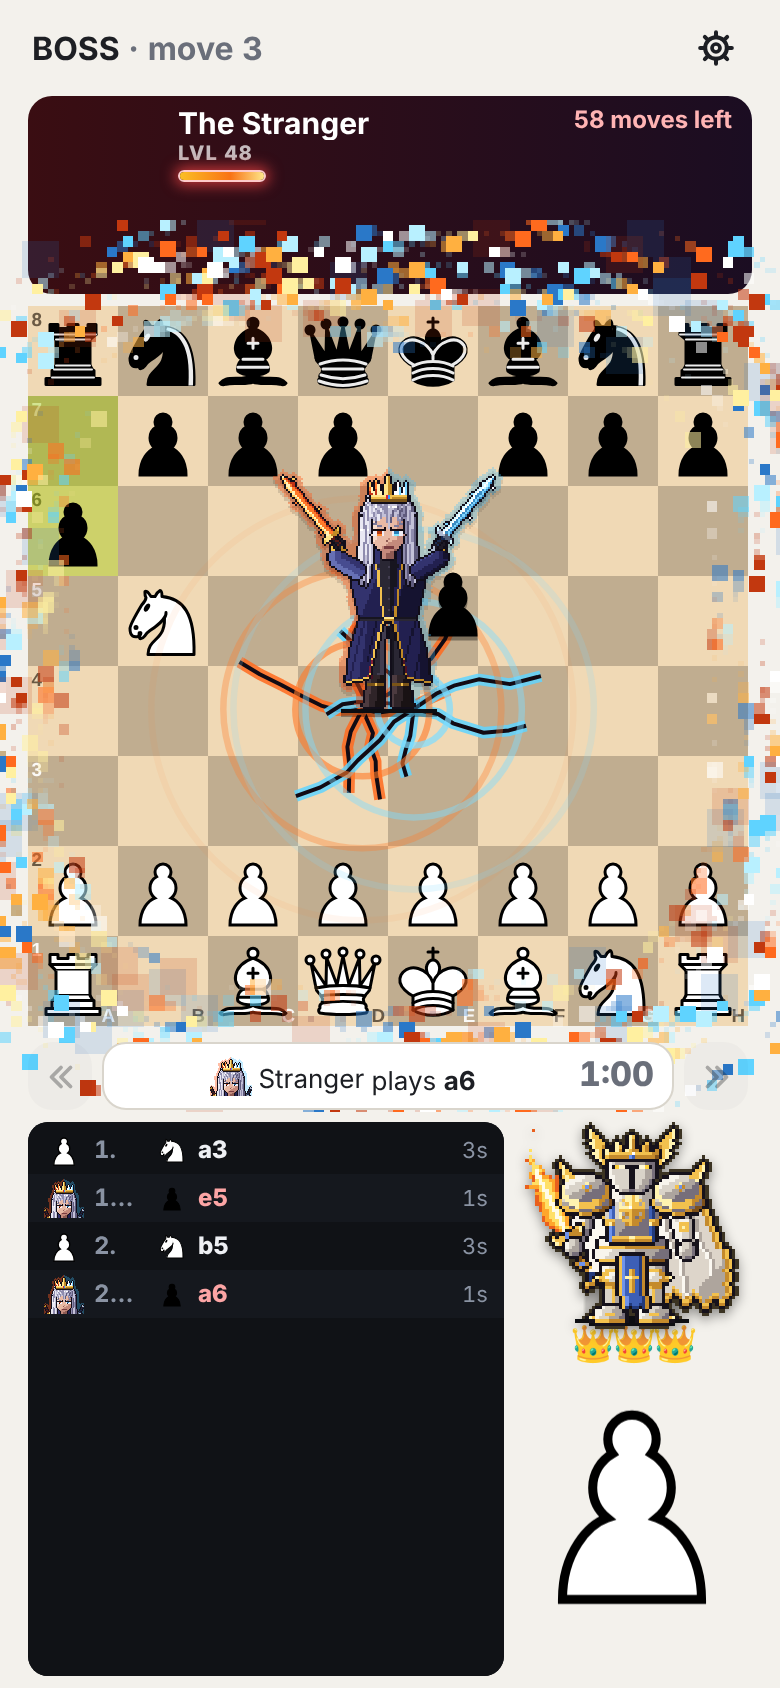 BOSS · move 3
The Stranger
58 moves left
LVL 48
8
7
6
5
4
3
2
1
A B C D E F H
Stranger plays a6 1:00
1. a3 3s
1... e5 1s
2. b5 3s
2... a6 1s